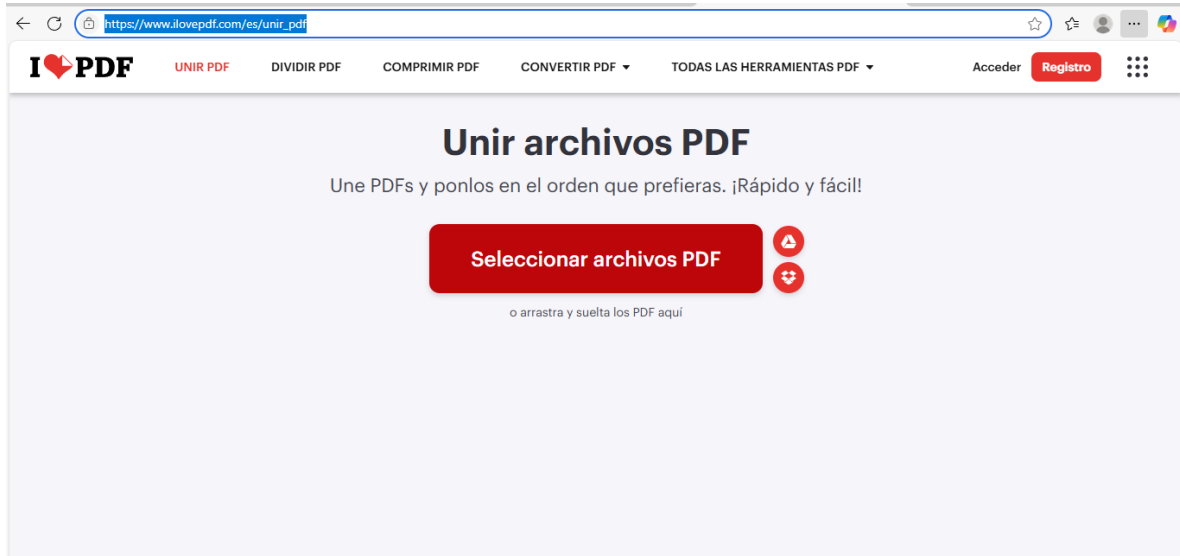 https://www.ilovepdf.com/es/unir_pdf
I PDF
UNIR PDF
DIVIDIR PDF
COMPRIMIR PDF
CONVERTIR PDF
TODAS LAS HERRAMIENTAS PDF
Acceder
Registro
Unir archivos PDF
Une PDFs y ponlos en el orden que prefieras. ¡Rápido y fácil!
Seleccionar archivos PDF
o arrastra y suelta los PDF aquí